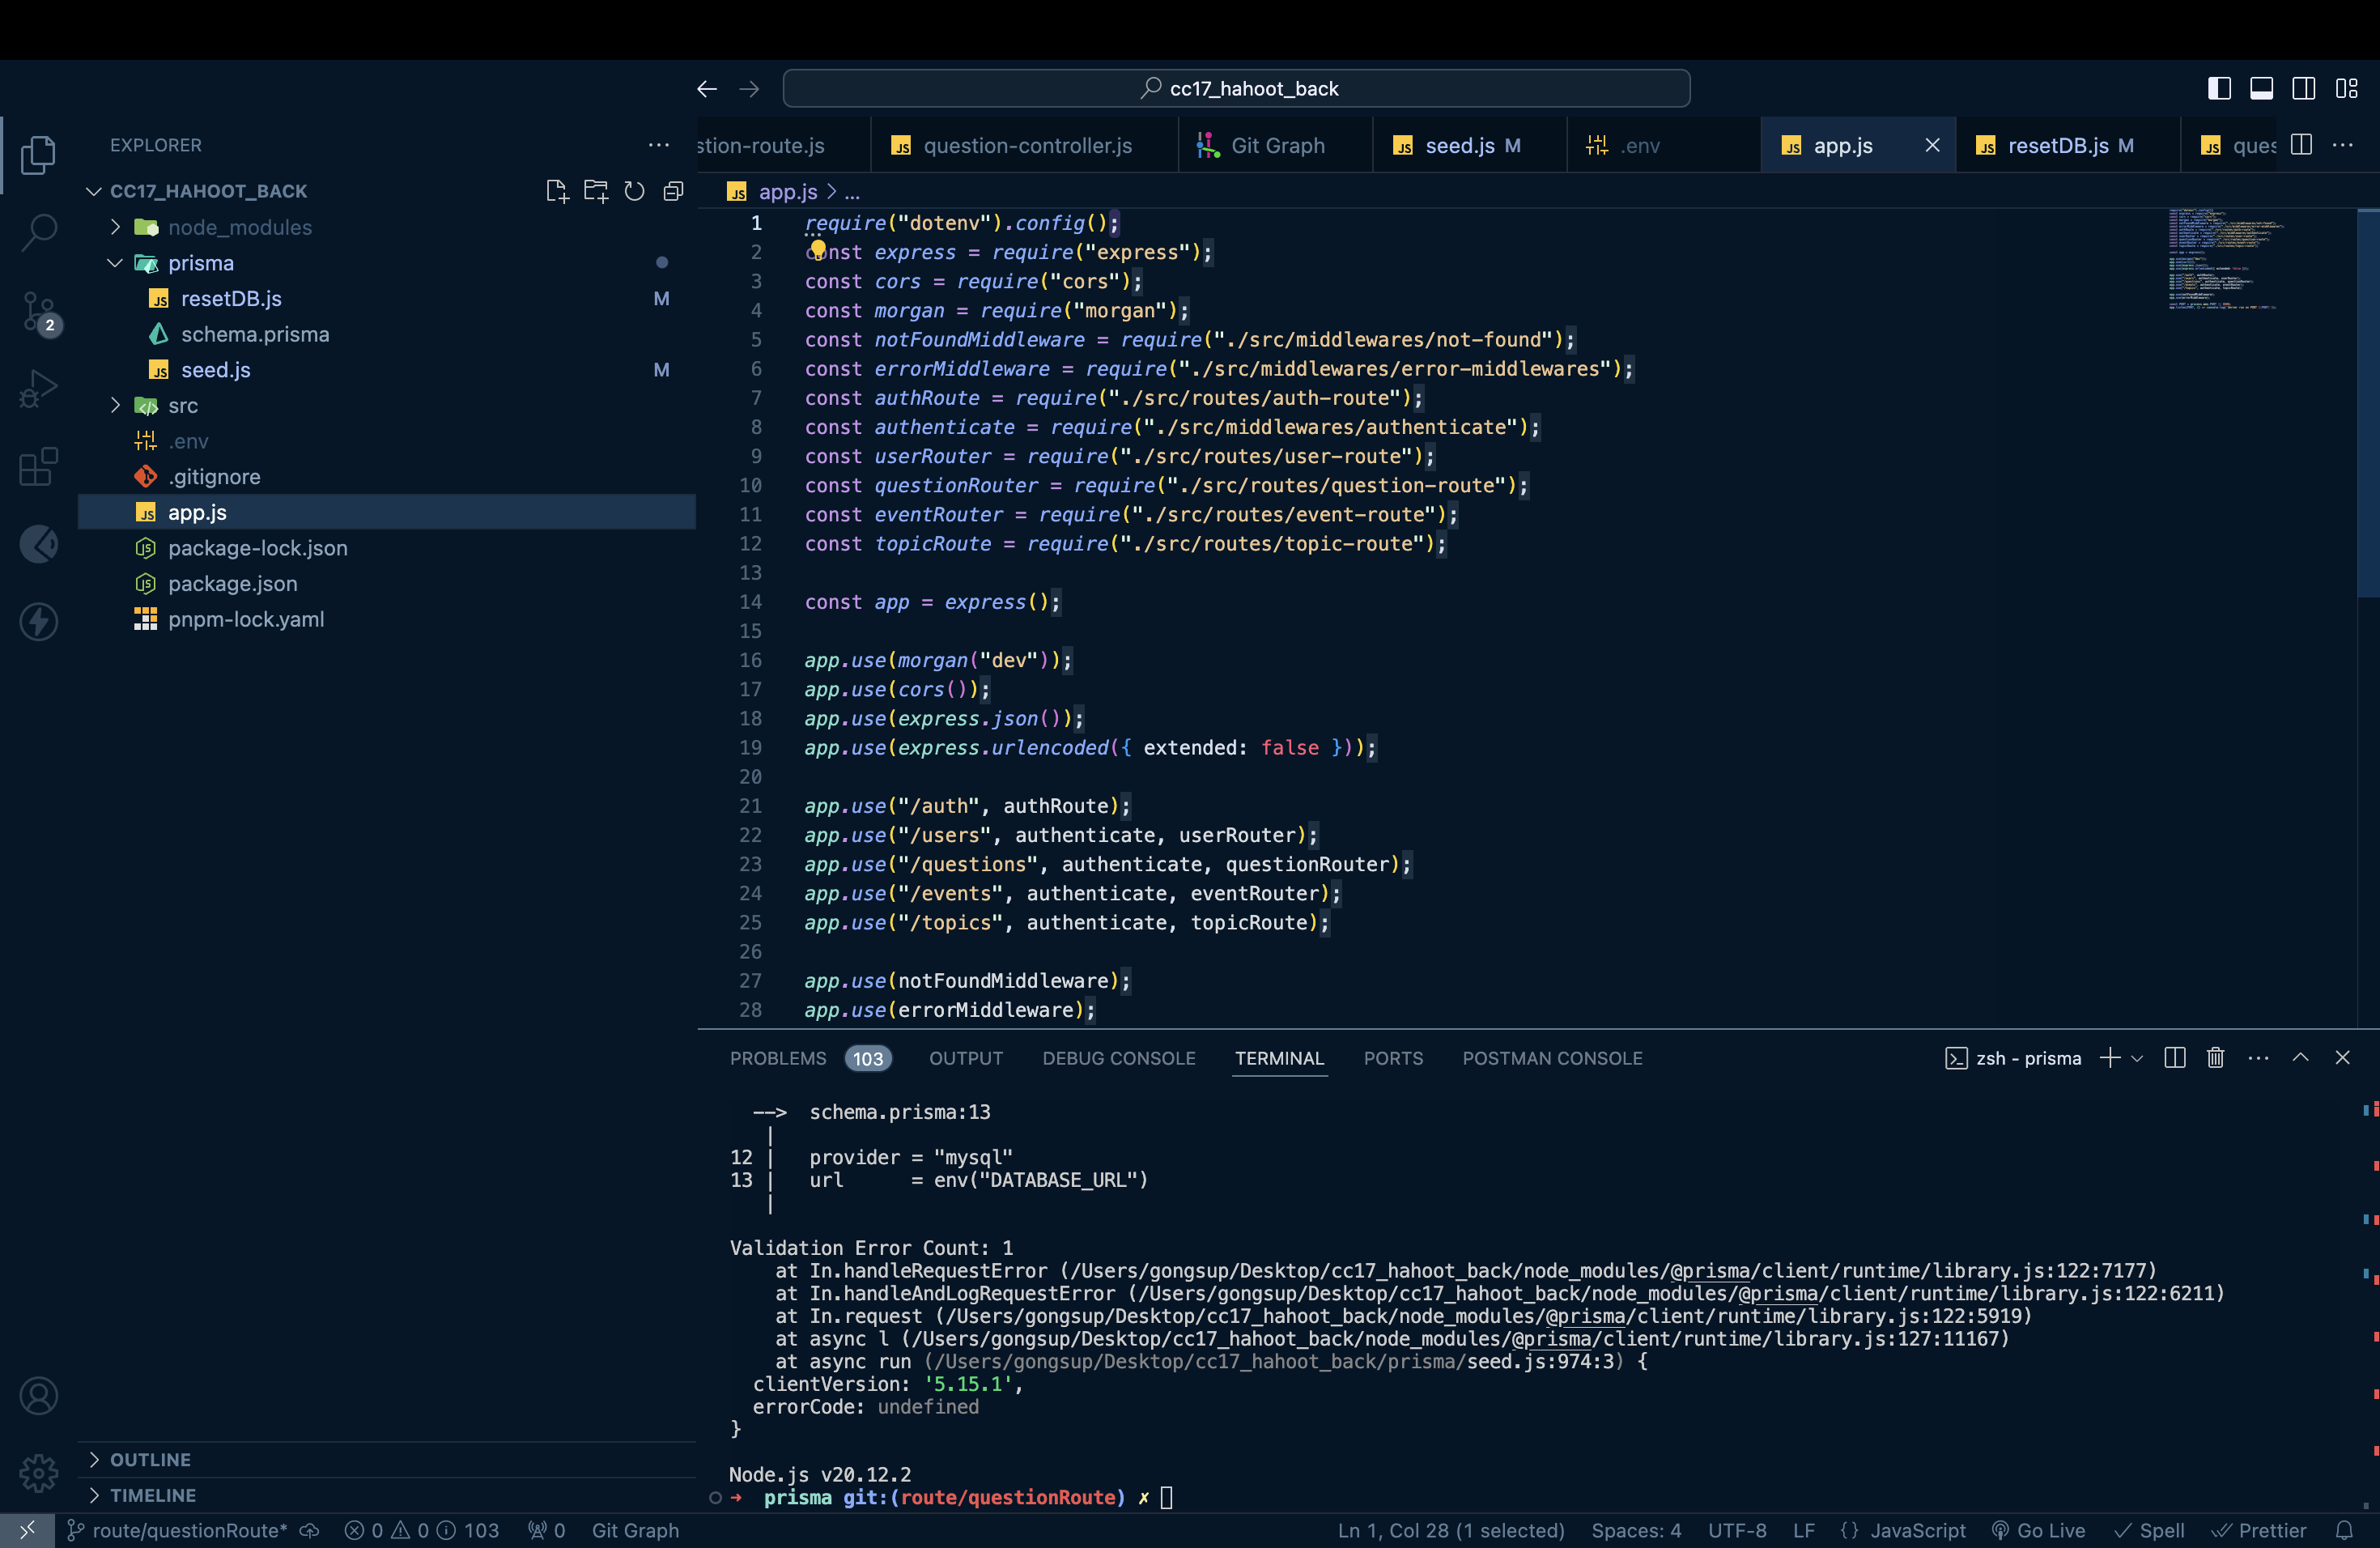 cc17_hahoot_back
EXPLORER
CC17_HAHOOT_BACK
node_modules
prisma
resetDB.js M
schema.prisma
seed.js M
src
.env
.gitignore
app.js
package-lock.json
package.json
pnpm-lock.yaml
OUTLINE
TIMELINE
2
stion-route.js
question-controller.js
Git Graph
seed.js M
.env
app.js
resetDB.js M
ques
app.js > ...
1 require("dotenv").config();
2 const express = require("express");
3 const cors = require("cors");
4 const morgan = require("morgan");
5 const notFoundMiddleware = require("./src/middlewares/not-found");
6 const errorMiddleware = require("./src/middlewares/error-middlewares");
7 const authRoute = require("./src/routes/auth-route");
8 const authenticate = require("./src/middlewares/authenticate");
9 const userRouter = require("./src/routes/user-route");
10 const questionRouter = require("./src/routes/question-route");
11 const eventRouter = require("./src/routes/event-route");
12 const topicRoute = require("./src/routes/topic-route");
13
14 const app = express();
15
16 app.use(morgan("dev"));
17 app.use(cors());
18 app.use(express.json());
19 app.use(express.urlencoded({ extended: false }));
20
21 app.use("/auth", authRoute);
22 app.use("/users", authenticate, userRouter);
23 app.use("/questions", authenticate, questionRouter);
24 app.use("/events", authenticate, eventRouter);
25 app.use("/topics", authenticate, topicRoute);
26
27 app.use(notFoundMiddleware);
28 app.use(errorMiddleware);
PROBLEMS 103 OUTPUT DEBUG CONSOLE TERMINAL PORTS POSTMAN CONSOLE
zsh - prisma
--> schema.prisma:13
|
12 | provider = "mysql"
13 | url = env("DATABASE_URL")
|
Validation Error Count: 1
at In.handleRequestError (/Users/gongsup/Desktop/cc17_hahoot_back/node_modules/@prisma/client/runtime/library.js:122:7177)
at In.handleAndLogRequestError (/Users/gongsup/Desktop/cc17_hahoot_back/node_modules/@prisma/client/runtime/library.js:122:6211)
at In.request (/Users/gongsup/Desktop/cc17_hahoot_back/node_modules/@prisma/client/runtime/library.js:122:5919)
at async l (/Users/gongsup/Desktop/cc17_hahoot_back/node_modules/@prisma/client/runtime/library.js:127:11167)
at async run (/Users/gongsup/Desktop/cc17_hahoot_back/prisma/seed.js:974:3) {
clientVersion: '5.15.1',
errorCode: undefined
}
Node.js v20.12.2
➜ prisma git:(route/questionRoute) ✗
route/questionRoute* 0 0 103 0 Git Graph
Ln 1, Col 28 (1 selected) Spaces: 4 UTF-8 LF {} JavaScript Go Live Spell Prettier